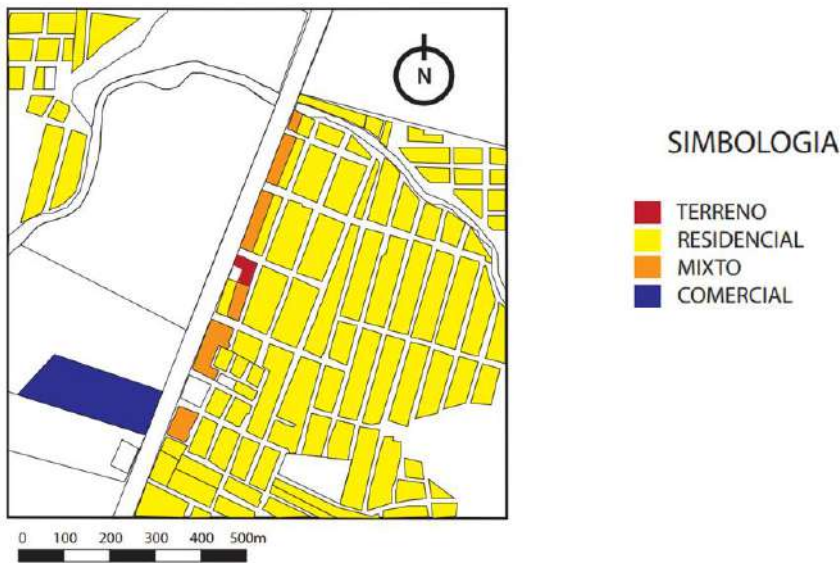 N
SIMBOLOGIA
TERRENO
RESIDENCIAL
MIXTO
COMERCIAL
0 100 200 300 400 500m